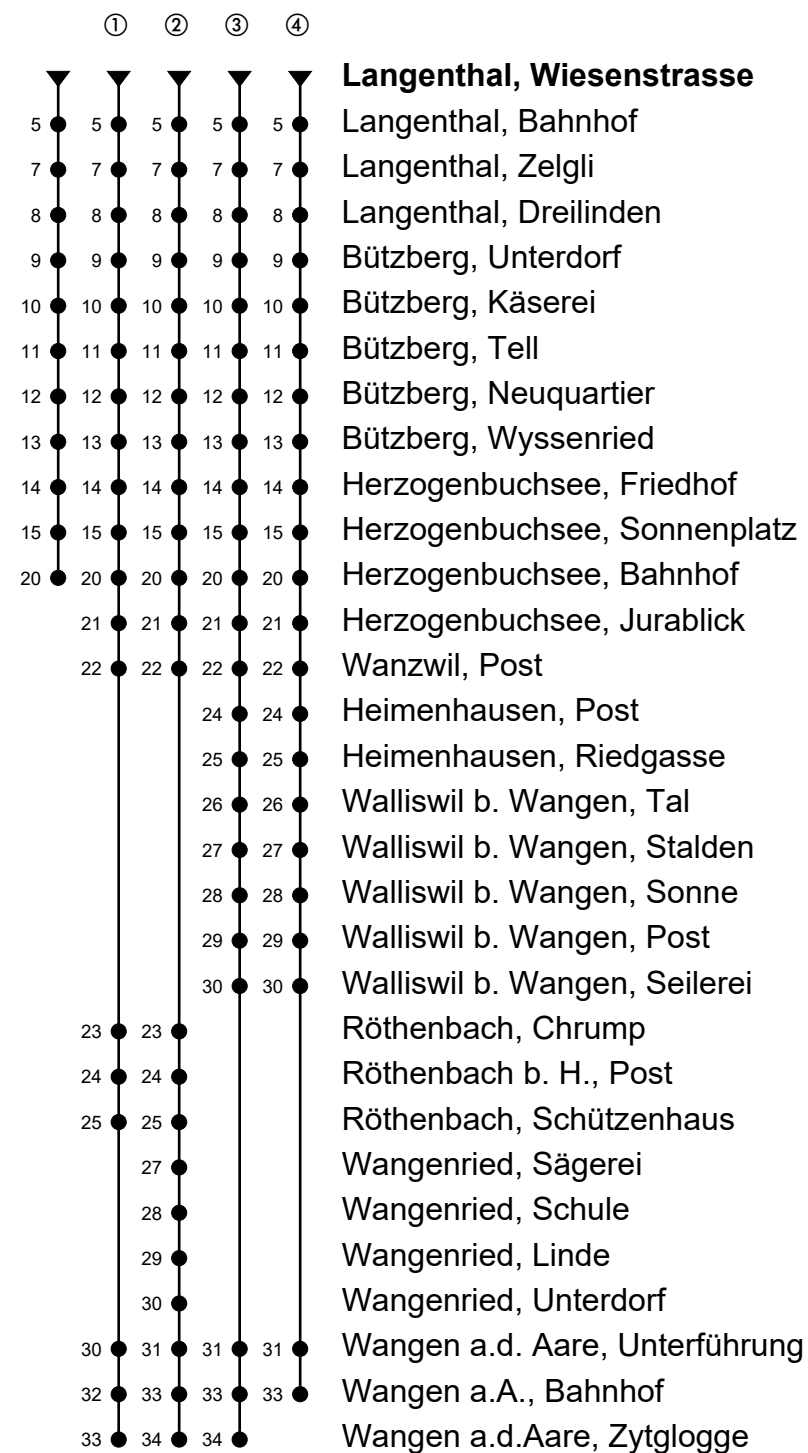 ① ② ③ ④
Langenthal, Wiesenstrasse
5 5 5 5 5 Langenthal, Bahnhof
7 7 7 7 7 Langenthal, Zelgli
8 8 8 8 8 Langenthal, Dreilinden
9 9 9 9 9 Bützberg, Unterdorf
10 10 10 10 10 Bützberg, Käserei
11 11 11 11 11 Bützberg, Tell
12 12 12 12 12 Bützberg, Neuquartier
13 13 13 13 13 Bützberg, Wyssenried
14 14 14 14 14 Herzogenbuchsee, Friedhof
15 15 15 15 15 Herzogenbuchsee, Sonnenplatz
20 20 20 20 20 Herzogenbuchsee, Bahnhof
21 21 21 21 Herzogenbuchsee, Jurablick
22 22 22 22 Wanzwil, Post
24 24 Heimenhausen, Post
25 25 Heimenhausen, Riedgasse
26 26 Walliswil b. Wangen, Tal
27 27 Walliswil b. Wangen, Stalden
28 28 Walliswil b. Wangen, Sonne
29 29 Walliswil b. Wangen, Post
30 30 Walliswil b. Wangen, Seilerei
23 23 Röthenbach, Chrump
24 24 Röthenbach b. H., Post
25 25 Röthenbach, Schützenhaus
27 Wangenried, Sägerei
28 Wangenried, Schule
29 Wangenried, Linde
30 Wangenried, Unterdorf
30 31 31 31 Wangen a.d. Aare, Unterführung
32 33 33 33 Wangen a.A., Bahnhof
33 34 34 Wangen a.d.Aare, Zytglogge